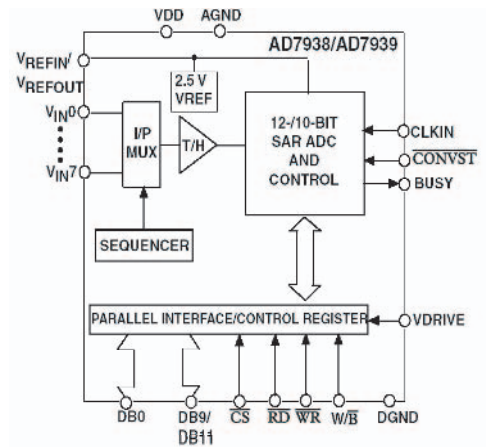 VDD AGND
AD7938/AD7939
VREFIN/
VREFOUT
2.5 V
VREF
VIN0
VIN7
I/P
MUX
T/H
12-/10-BIT
SAR ADC
AND
CONTROL
CLKIN
CONVST
BUSY
SEQUENCER
PARALLEL INTERFACE/CONTROL REGISTER
VDRIVE
DB0 DB9/ CS RD WR W/B DGND
DB11